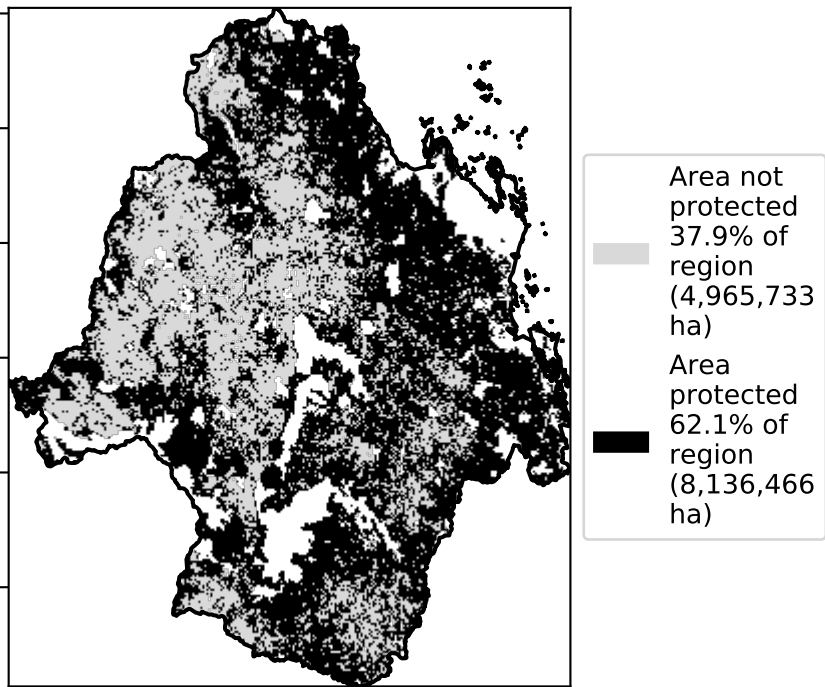 Area not
protected
37.9% of
region
(4,965,733
ha)
Area
protected
62.1% of
region
(8,136,466
ha)